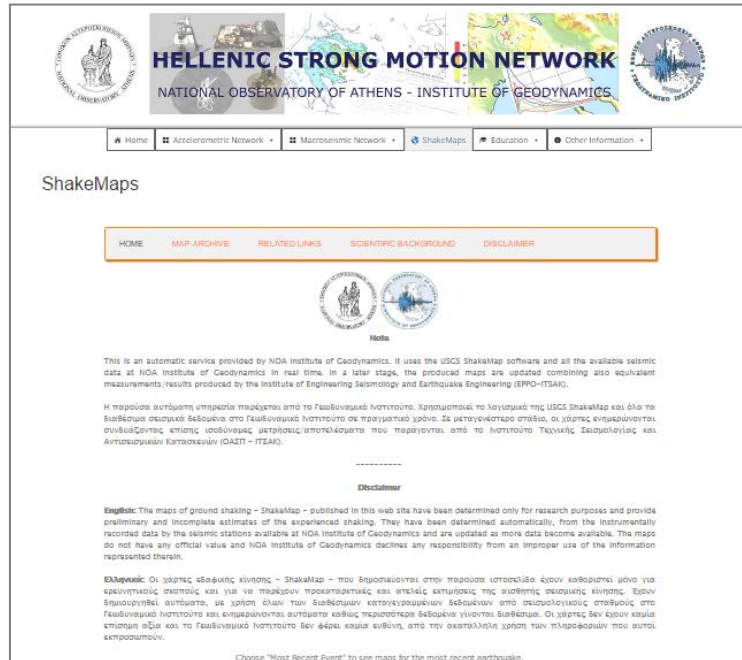 HELLENIC STRONG MOTION NETWORK
NATIONAL OBSERVATORY OF ATHENS - INSTITUTE OF GEODYNAMICS
Home Accelerometric Network Macroseismic Network ShakeMaps Education Other Information
ShakeMaps
HOME MAP ARCHIVE RELATED LINKS SCIENTIFIC BACKGROUND DISCLAIMER
Note
This is an automatic service provided by NOA Institute of Geodynamics. It uses the USGS ShakeMap software and all the available seismic
data at NOA Institute of Geodynamics in real time. In a later stage, the produced maps are updated combining also equivalent
measurements/results produced by the Institute of Engineering Seismology and Earthquake Engineering (EPPO-ITSAK).
Η παρούσα αυτόματη υπηρεσία παρέχεται από το Γεωδυναμικό Ινστιτούτο. Χρησιμοποιεί το λογισμικό της USGS ShakeMap και όλα τα
διαθέσιμα σεισμικά δεδομένα στο Γεωδυναμικό Ινστιτούτο σε πραγματικό χρόνο. Σε μεταγενέστερο στάδιο, οι χάρτες ενημερώνονται
συνδυάζοντας επίσης ισοδύναμες μετρήσεις/αποτελέσματα που παράγονται από το Ινστιτούτο Τεχνικής Σεισμολογίας και
Αντισεισμικών Κατασκευών (ΟΑΣΠ – ΙΤΣΑΚ).
----------
Disclaimer
English: The maps of ground shaking - ShakeMap - published in this web site have been determined only for research purposes and provide
preliminary and incomplete estimates of the experienced shaking. They have been determined automatically, from the instrumentally
recorded data by the seismic stations available at NOA Institute of Geodynamics and are updated as more data become available. The maps
do not have any official value and NOA Institute of Geodynamics declines any responsibility from an improper use of the information
represented therein.
Ελληνικά: Οι χάρτες εδαφικής κίνησης - ShakeMap - που δημοσιεύονται στην παρούσα ιστοσελίδα έχουν καθοριστεί μόνο για
ερευνητικούς σκοπούς και για να παρέχουν προκαταρκτικές και ατελείς εκτιμήσεις της αισθητής σεισμικής κίνησης. Έχουν
δημιουργηθεί αυτόματα, με χρήση όλων των διαθέσιμων καταγεγραμμένων δεδομένων από σεισμολογικούς σταθμούς στο
Γεωδυναμικό Ινστιτούτο και ενημερώνονται αυτόματα καθώς περισσότερα δεδομένα γίνονται διαθέσιμα. Οι χάρτες δεν έχουν καμία
επίσημη αξία και το Γεωδυναμικό Ινστιτούτο δεν φέρει καμία ευθύνη, από την ακατάλληλη χρήση των πληροφοριών που αυτοί
εκπροσωπούν.
Choose "Most Recent Event" to see maps for the most recent earthquake.